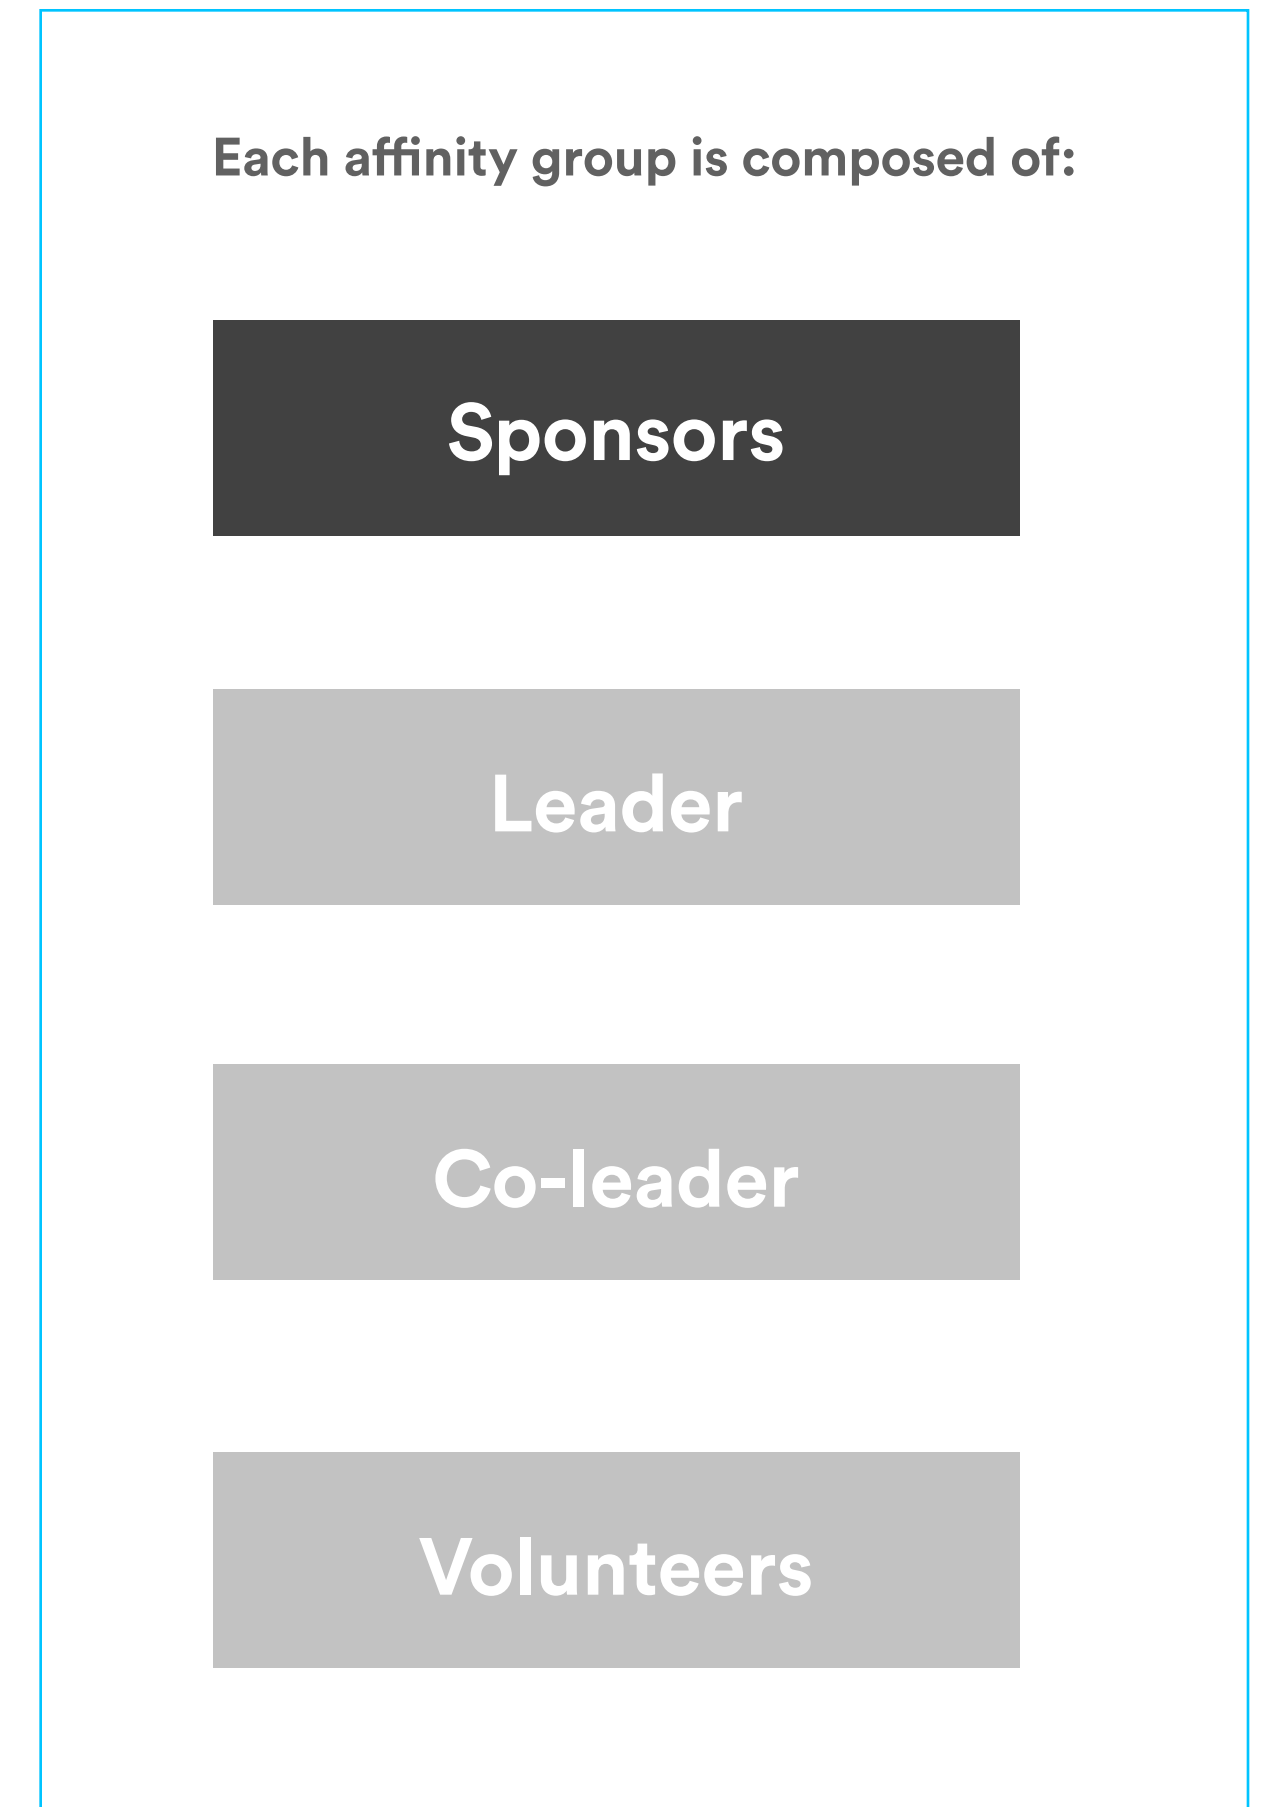 Each affinity group is composed of:
Sponsors
Leader
Co-leader
Volunteers